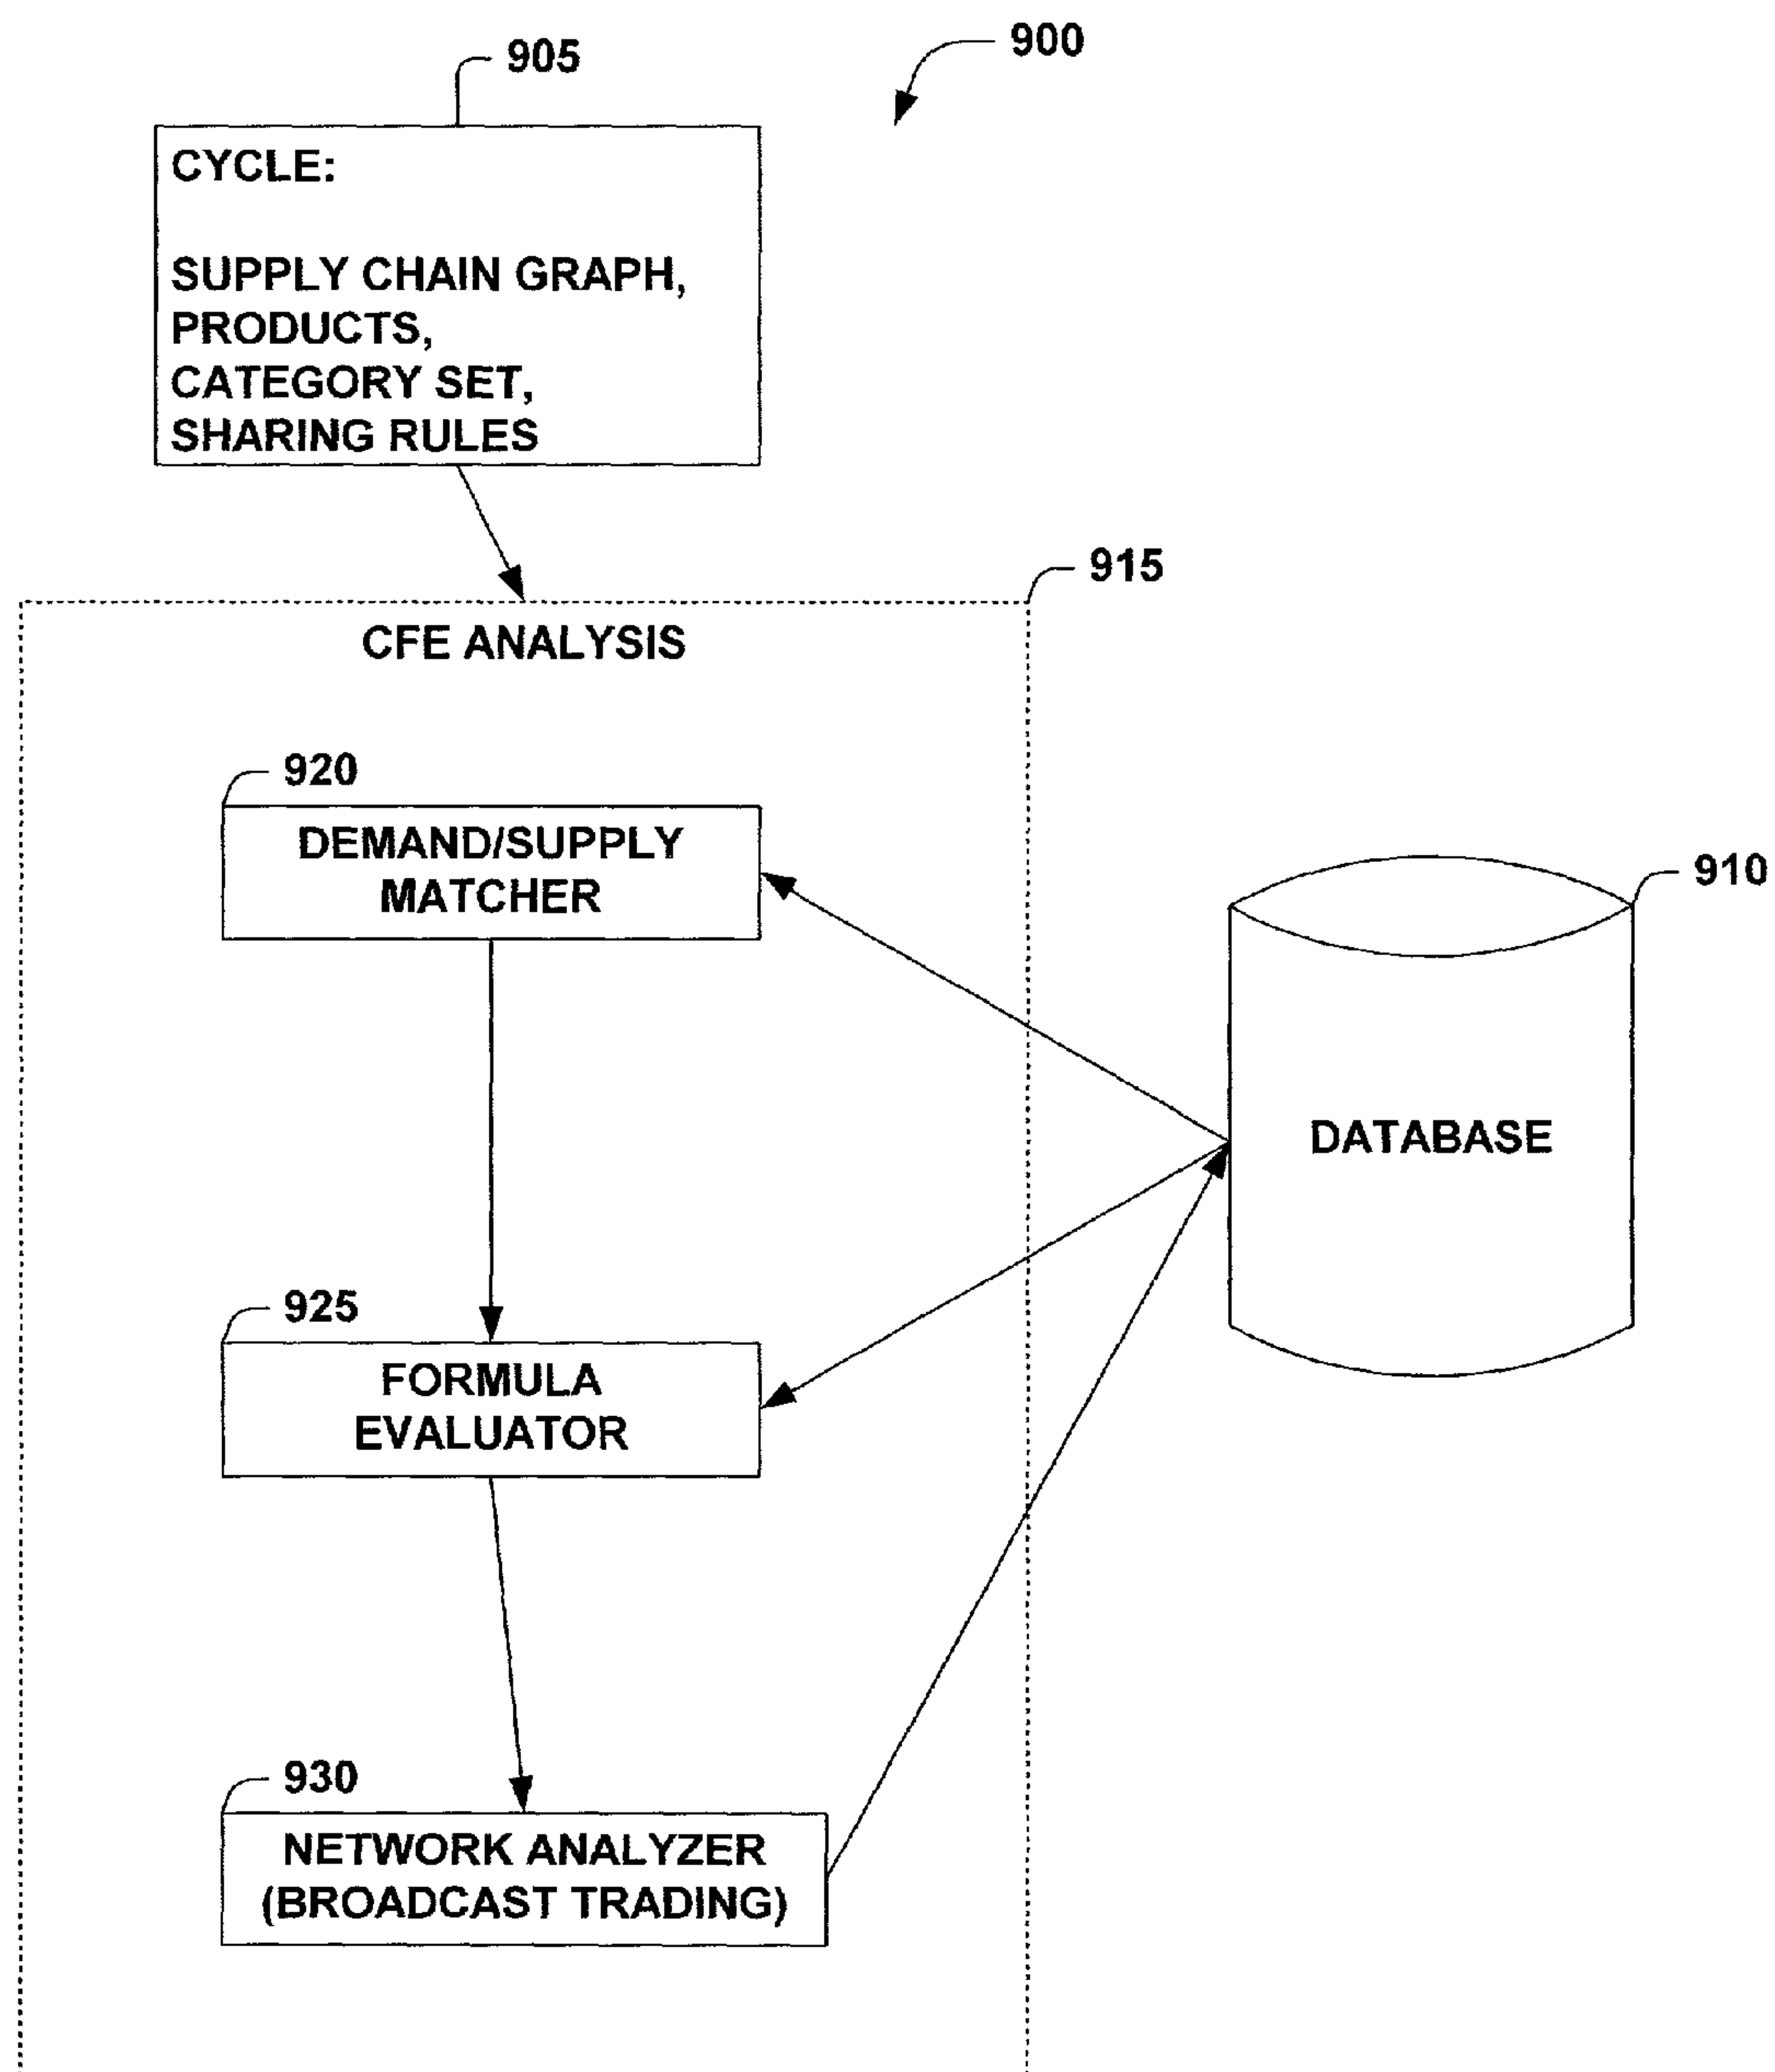 905
900
CYCLE:
SUPPLY CHAIN GRAPH,
PRODUCTS,
CATEGORY SET,
SHARING RULES
915
CFE ANALYSIS
920
DEMAND/SUPPLY
MATCHER
910
DATABASE
925
FORMULA
EVALUATOR
930
NETWORK ANALYZER
(BROADCAST TRADING)